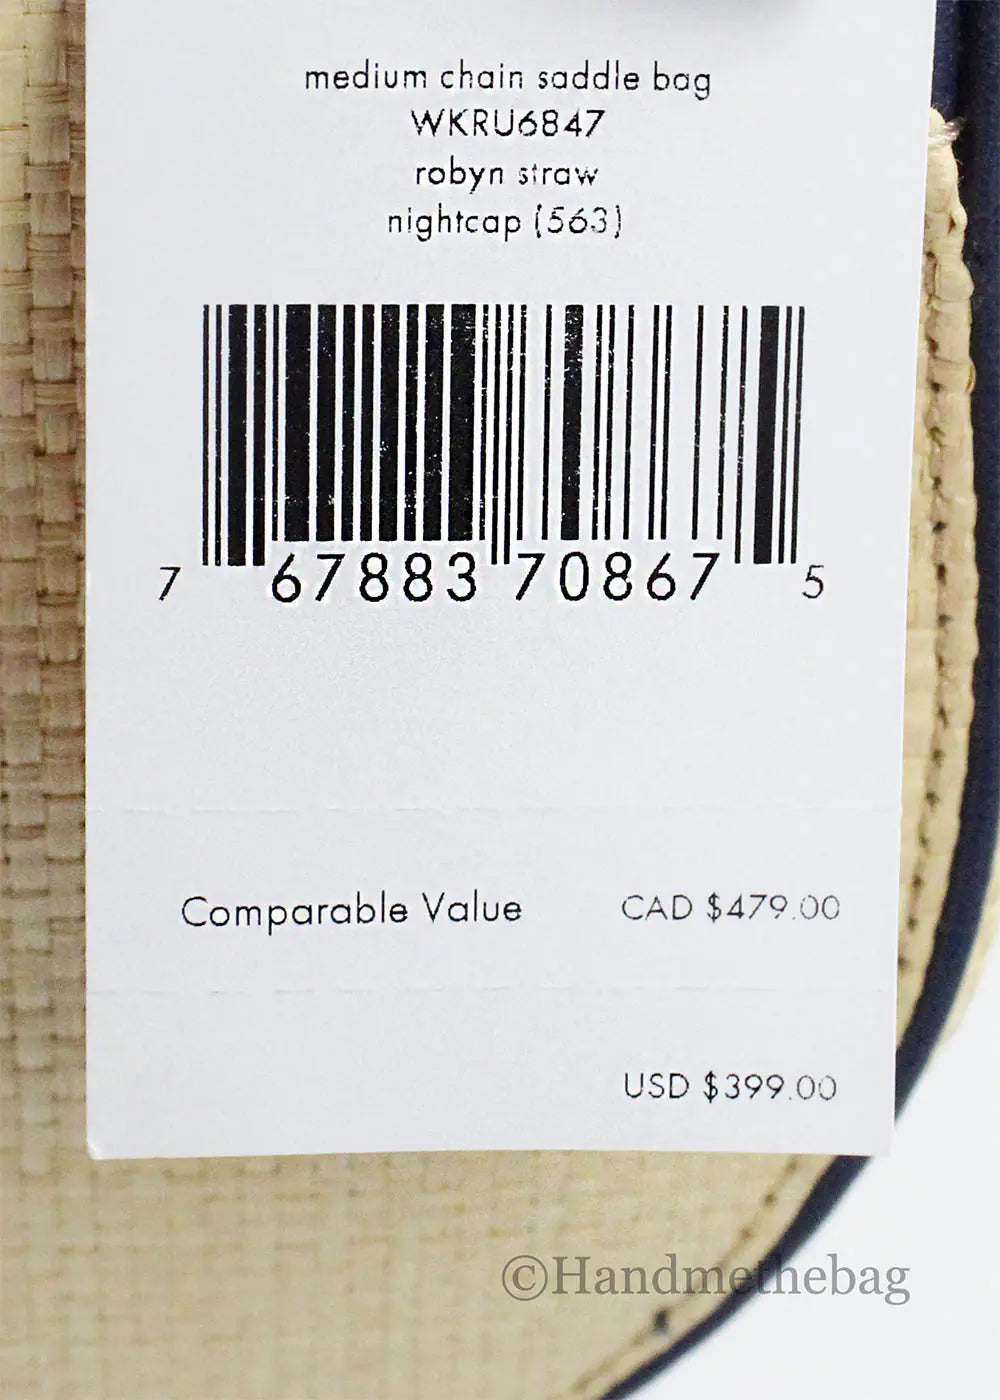 medium chain saddle bag
WKRU6847
robyn straw
nightcap (563)
7 67883 70867 5
Comparable Value CAD $479.00
USD $399.00
©Handmethebag